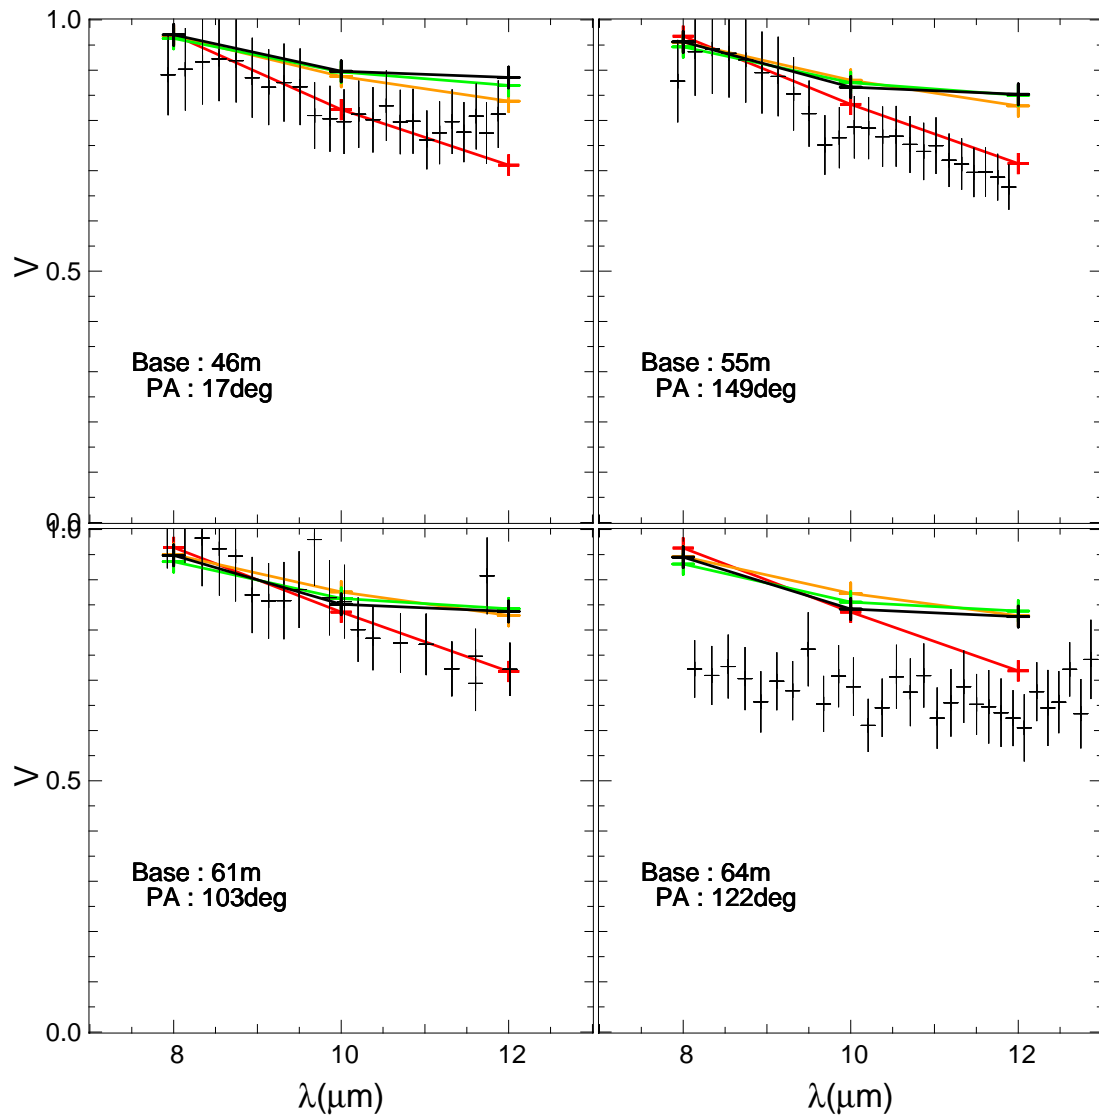 1.0
V 0.5
Base : 46m
PA : 17deg
Base : 55m
PA : 149deg
0.0
1.0
V 0.5
Base : 61m
PA : 103deg
Base : 64m
PA : 122deg
0.0
8 10 12 8 10 12
λ(μm) λ(μm)